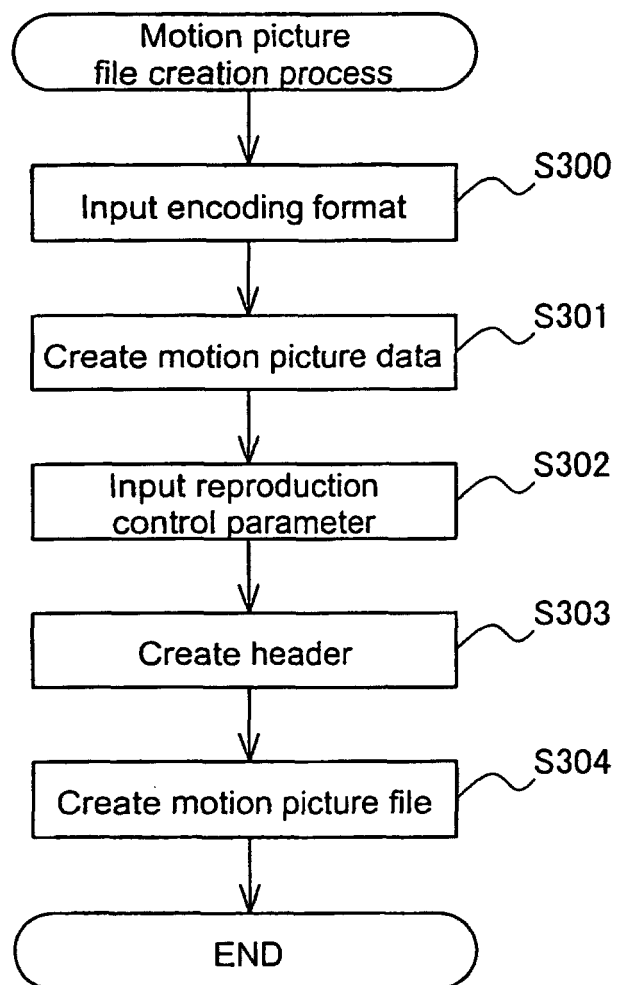 Motion picture
file creation process
S300
Input encoding format
S301
Create motion picture data
S302
Input reproduction
control parameter
S303
Create header
S304
Create motion picture file
END